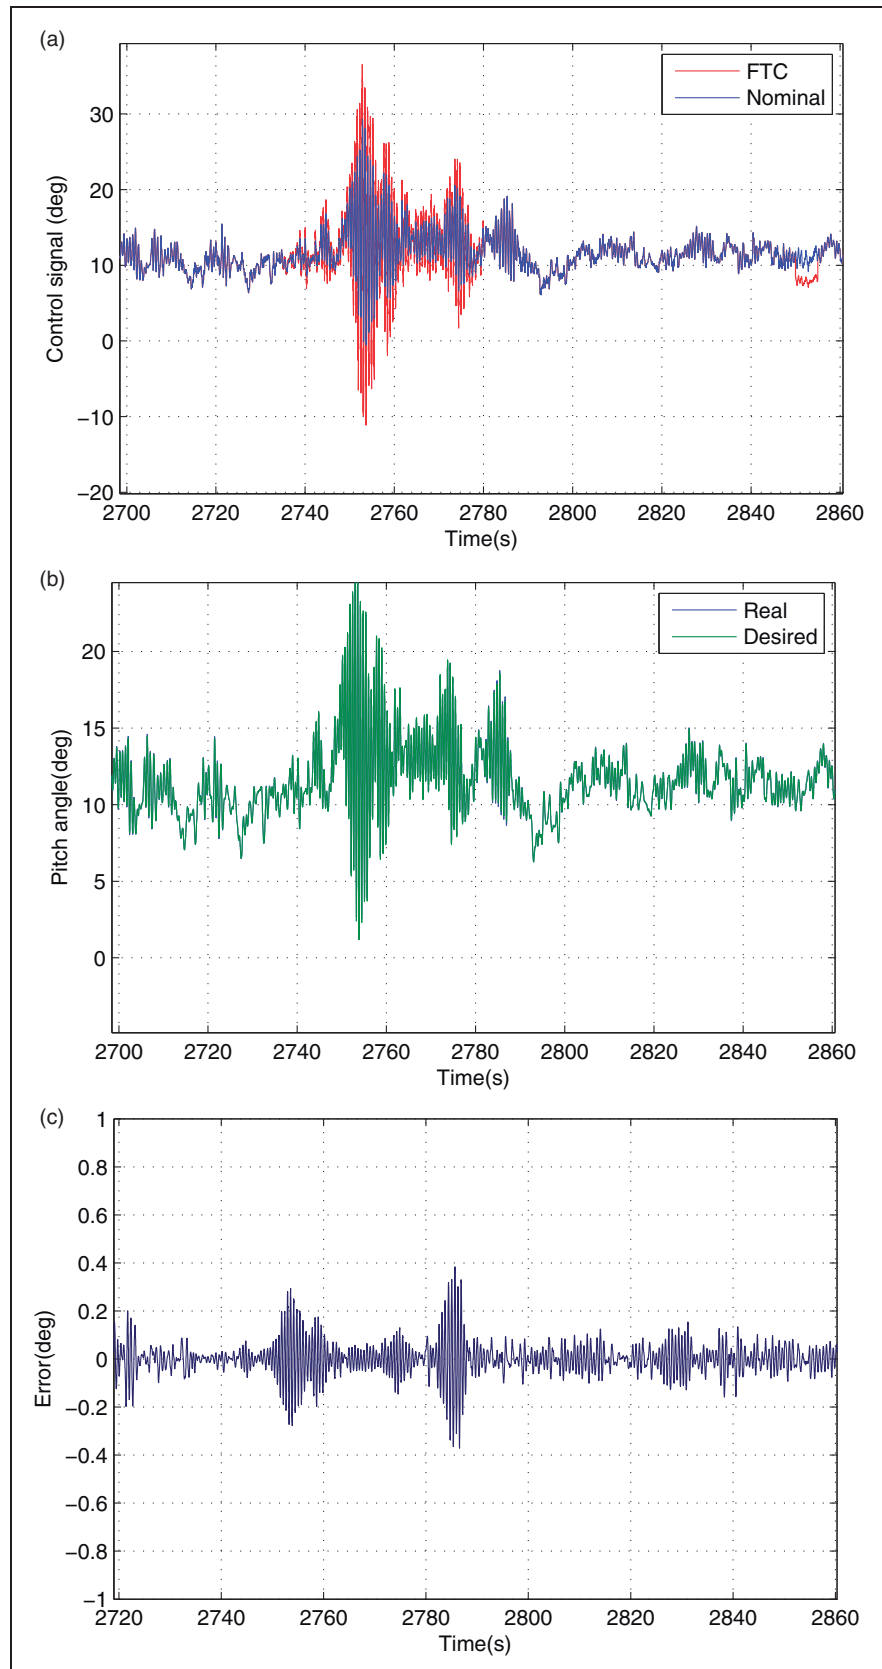 (a)
FTC
Nominal
Control signal (deg)
30
20
10
0
−10
−20
2700 2720 2740 2760 2780 2800 2820 2840 2860
Time(s)
(b)
Real
Desired
Pitch angle(deg)
20
15
10
5
0
2700 2720 2740 2760 2780 2800 2820 2840 2860
Time(s)
(c)
Error(deg)
1
0.8
0.6
0.4
0.2
0
−0.2
−0.4
−0.6
−0.8
−1
2720 2740 2760 2780 2800 2820 2840 2860
Time(s)